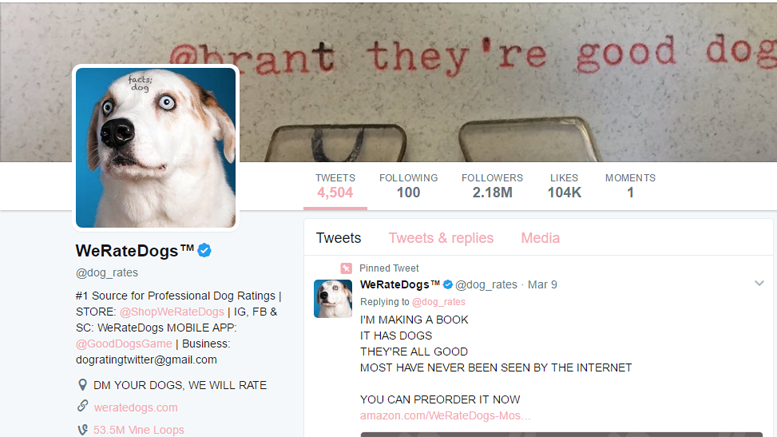 @brant they're good dog
facts;
dog
TWEETS
4,504
FOLLOWING
100
FOLLOWERS
2.18M
LIKES
104K
MOMENTS
1
WeRateDogs™
@dog_rates
#1 Source for Professional Dog Ratings |
STORE: @ShopWeRateDogs | IG, FB &
SC: WeRateDogs MOBILE APP:
@GoodDogsGame | Business:
dogratingtwitter@gmail.com
DM YOUR DOGS, WE WILL RATE
weratedogs.com
53.5M Vine Loops
Tweets Tweets & replies Media
Pinned Tweet
WeRateDogs™ @dog_rates · Mar 9
Replying to @dog_rates
I'M MAKING A BOOK
IT HAS DOGS
THEY'RE ALL GOOD
MOST HAVE NEVER BEEN SEEN BY THE INTERNET
YOU CAN PREORDER IT NOW
amazon.com/WeRateDogs-Mos...